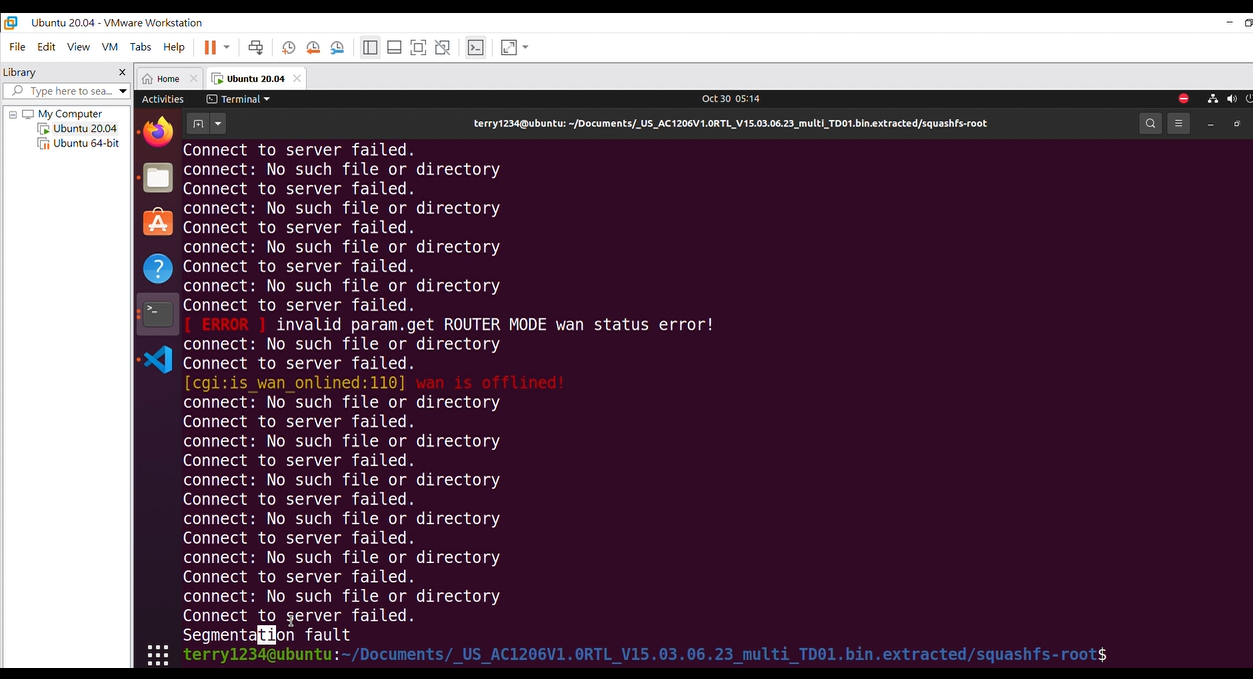 Ubuntu 20.04 - VMware Workstation
File Edit View VM Tabs Help
Library
Type here to sea...
My Computer
Ubuntu 20.04
Ubuntu 64-bit
Home
Ubuntu 20.04
Activities
Terminal
Oct 30 05:14
terry1234@ubuntu: ~/Documents/_US_AC1206V1.0RTL_V15.03.06.23_multi_TD01.bin.extracted/squashfs-root
Connect to server failed.
connect: No such file or directory
Connect to server failed.
connect: No such file or directory
Connect to server failed.
connect: No such file or directory
Connect to server failed.
connect: No such file or directory
Connect to server failed.
[ ERROR ] invalid param.get ROUTER MODE wan status error!
connect: No such file or directory
Connect to server failed.
[cgi:is_wan_onlined:110] wan is offlined!
connect: No such file or directory
Connect to server failed.
connect: No such file or directory
Connect to server failed.
connect: No such file or directory
Connect to server failed.
connect: No such file or directory
Connect to server failed.
connect: No such file or directory
Connect to server failed.
connect: No such file or directory
Connect to server failed.
Segmentation fault
terry1234@ubuntu:~/Documents/_US_AC1206V1.0RTL_V15.03.06.23_multi_TD01.bin.extracted/squashfs-root$